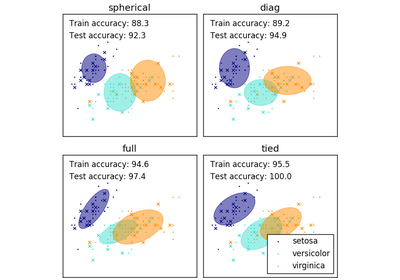 spherical
Train accuracy: 88.3
Test accuracy: 92.3
diag
Train accuracy: 89.2
Test accuracy: 94.9
full
Train accuracy: 94.6
Test accuracy: 97.4
tied
Train accuracy: 95.5
Test accuracy: 100.0
setosa
versicolor
virginica